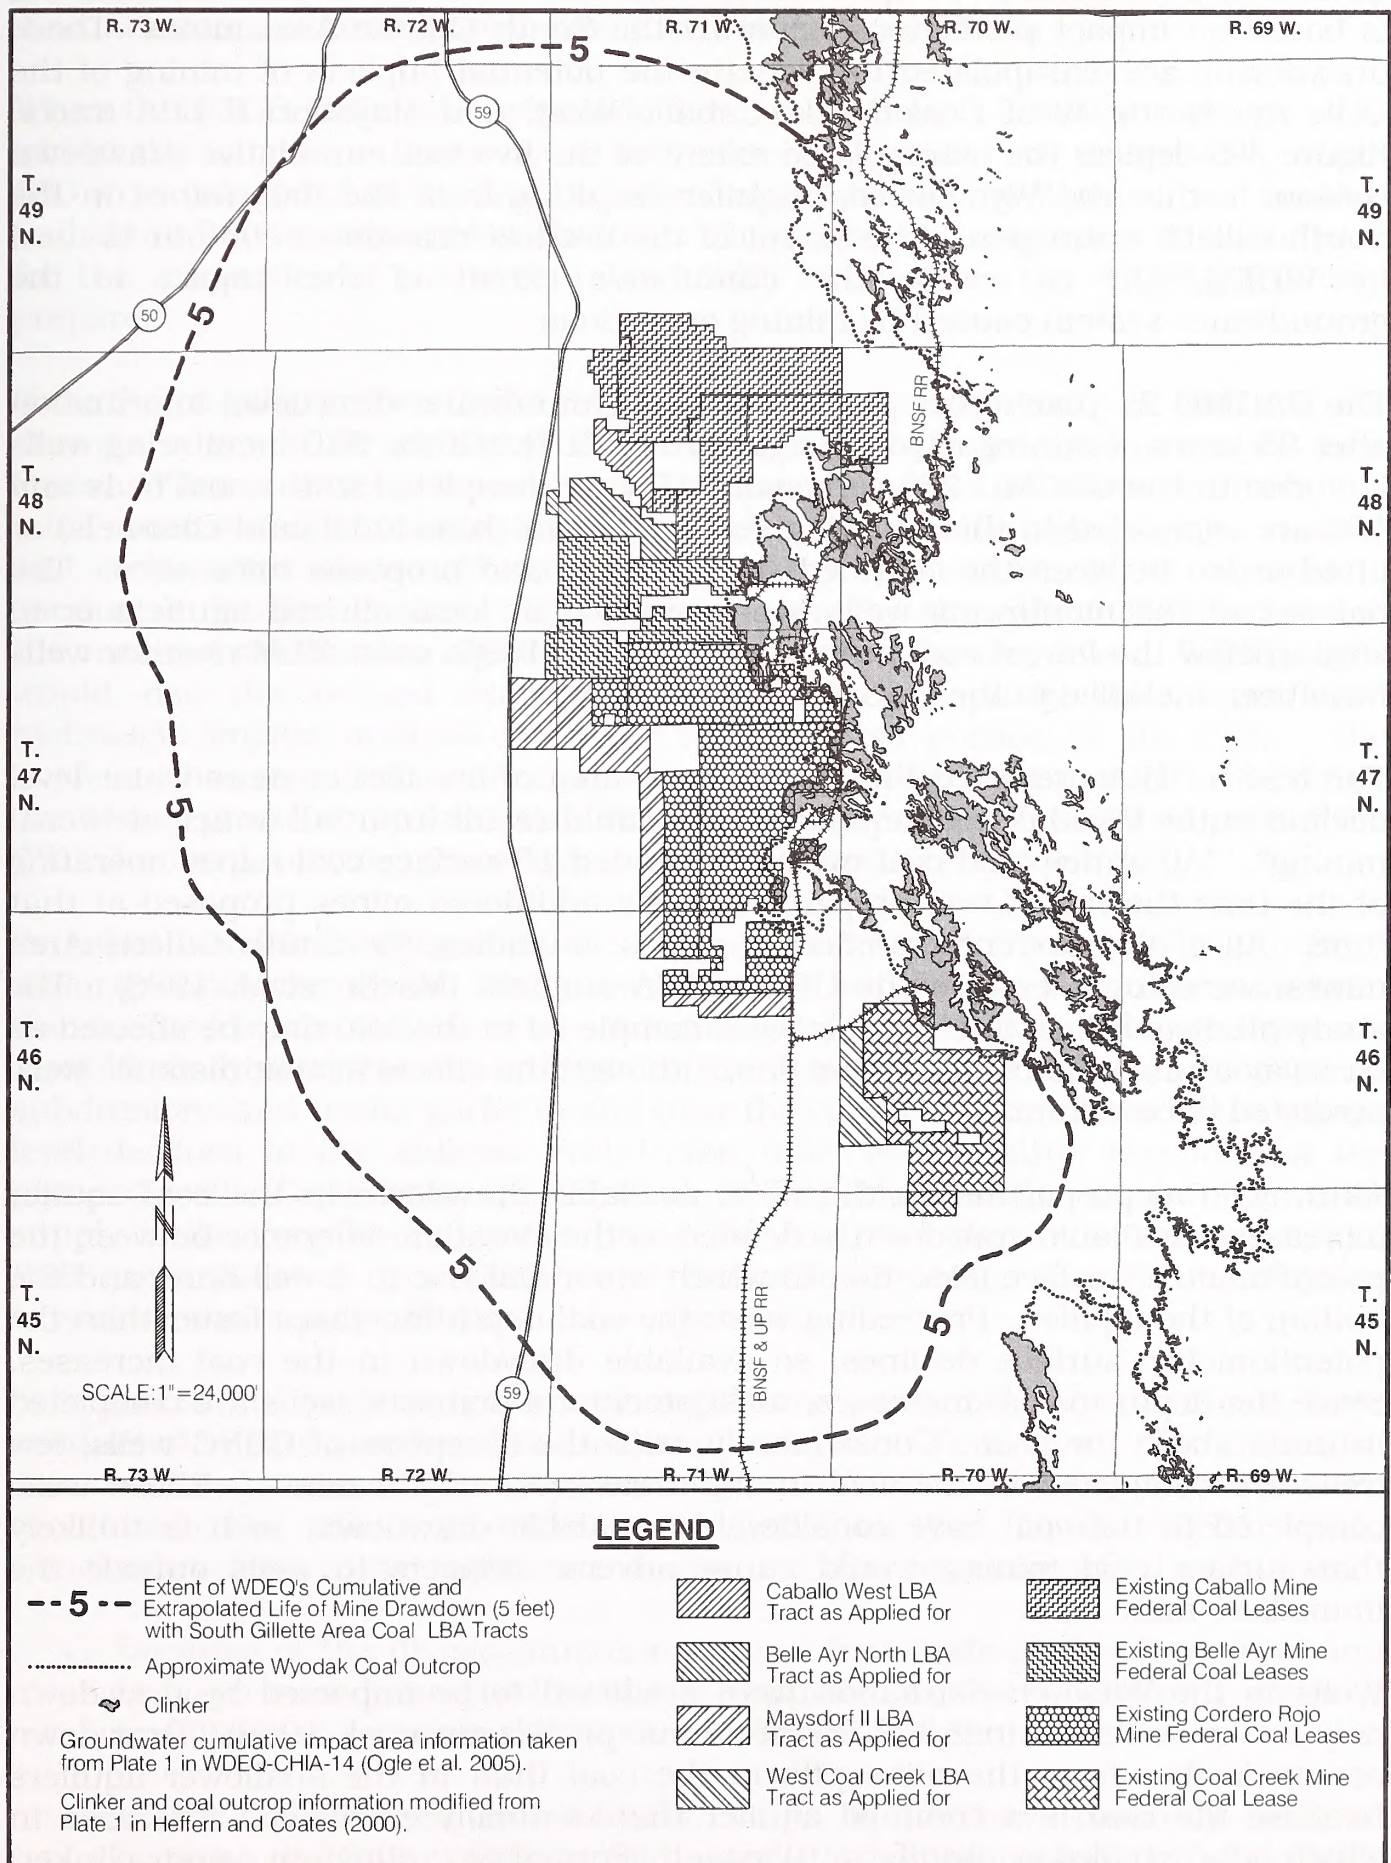 R. 73 W. R. 72 W. R. 71 W. R. 70 W. R. 69 W.
5
59
T.
49
N.
T.
49
N.
50
5
BNSF RR
T.
48
N.
T.
48
N.
T.
47
N.
T.
47
N.
5
T.
46
N.
T.
46
N.
5
T.
45
N.
T.
45
N.
5
BNSF & UP RR
SCALE: 1"=24,000'
59
R. 73 W. R. 72 W. R. 71 W. R. 70 W. R. 69 W.
LEGEND
5
Extent of WDEQ's Cumulative and
Extrapolated Life of Mine Drawdown (5 feet)
with South Gillette Area Coal LBA Tracts
Approximate Wyodak Coal Outcrop
Clinker
Groundwater cumulative impact area information taken
from Plate 1 in WDEQ-CHIA-14 (Ogle et al. 2005).
Clinker and coal outcrop information modified from
Plate 1 in Heffern and Coates (2000).
Caballo West LBA
Tract as Applied for
Belle Ayr North LBA
Tract as Applied for
Maysdorf II LBA
Tract as Applied for
West Coal Creek LBA
Tract as Applied for
Existing Caballo Mine
Federal Coal Leases
Existing Belle Ayr Mine
Federal Coal Leases
Existing Cordero Rojo
Mine Federal Coal Leases
Existing Coal Creek Mine
Federal Coal Lease